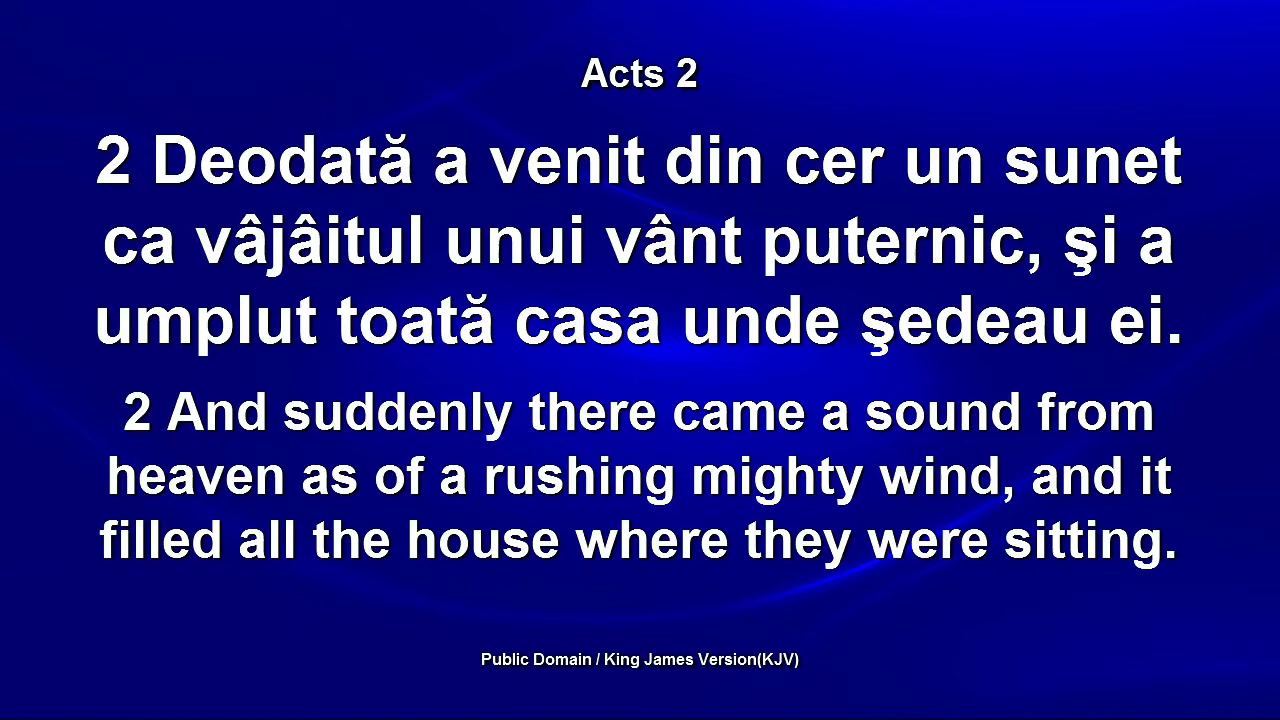 Acts 2
2 Deodată a venit din cer un sunet
ca vâjâitul unui vânt puternic, şi a
umplut toată casa unde şedeau ei.
2 And suddenly there came a sound from
heaven as of a rushing mighty wind, and it
filled all the house where they were sitting.
Public Domain / King James Version(KJV)